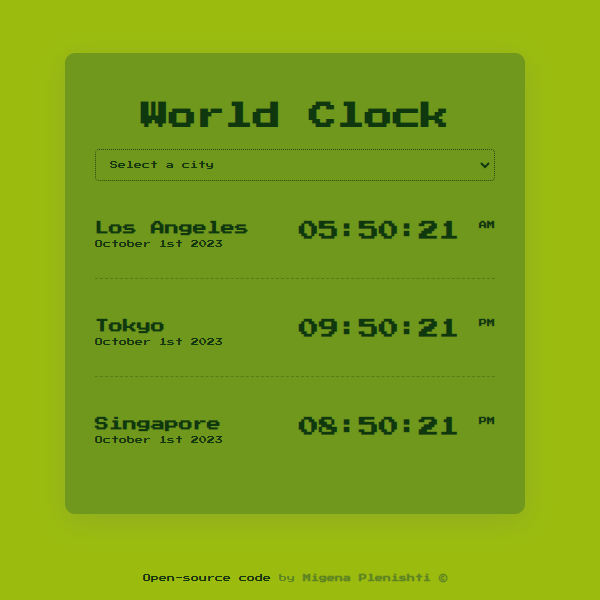 World Clock
Select a city
Los Angeles 05:50:21 AM
October 1st 2023
Tokyo 09:50:21 PM
October 1st 2023
Singapore 08:50:21 PM
October 1st 2023
Open-source code by Migena Plenishti ©